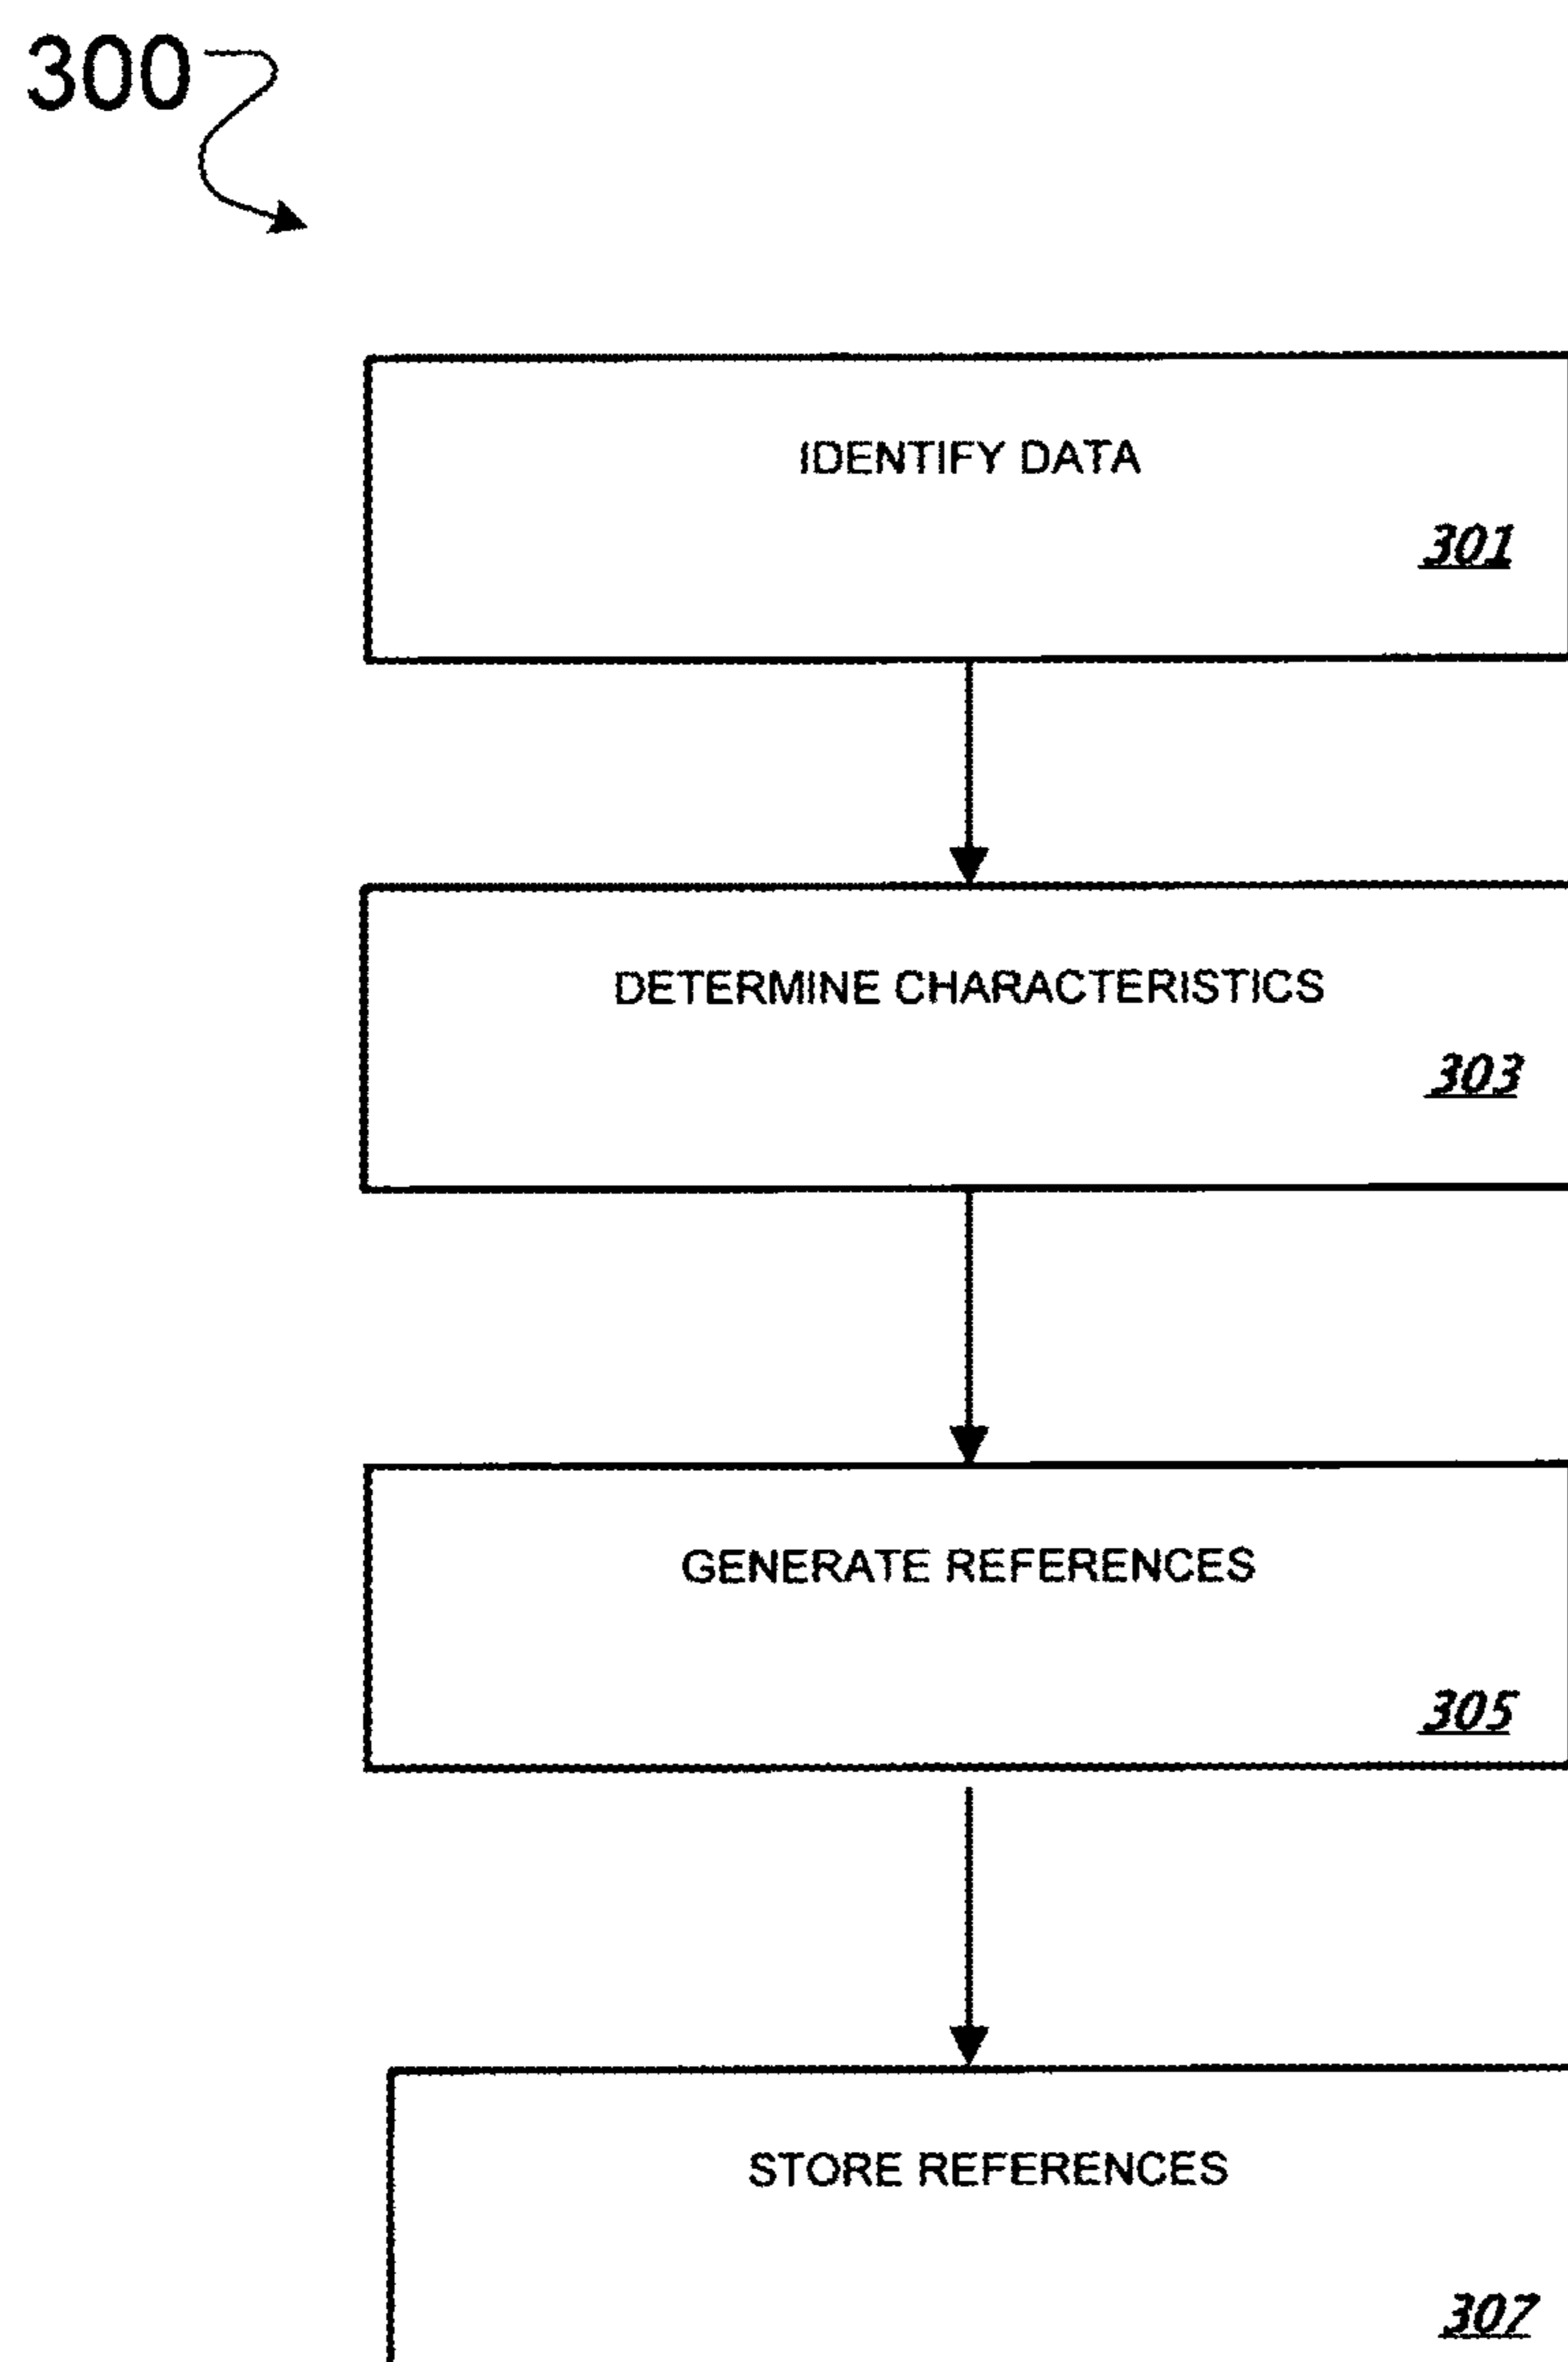 300
IDENTIFY DATA
301
DETERMINE CHARACTERISTICS
303
GENERATE REFERENCES
305
STORE REFERENCES
307